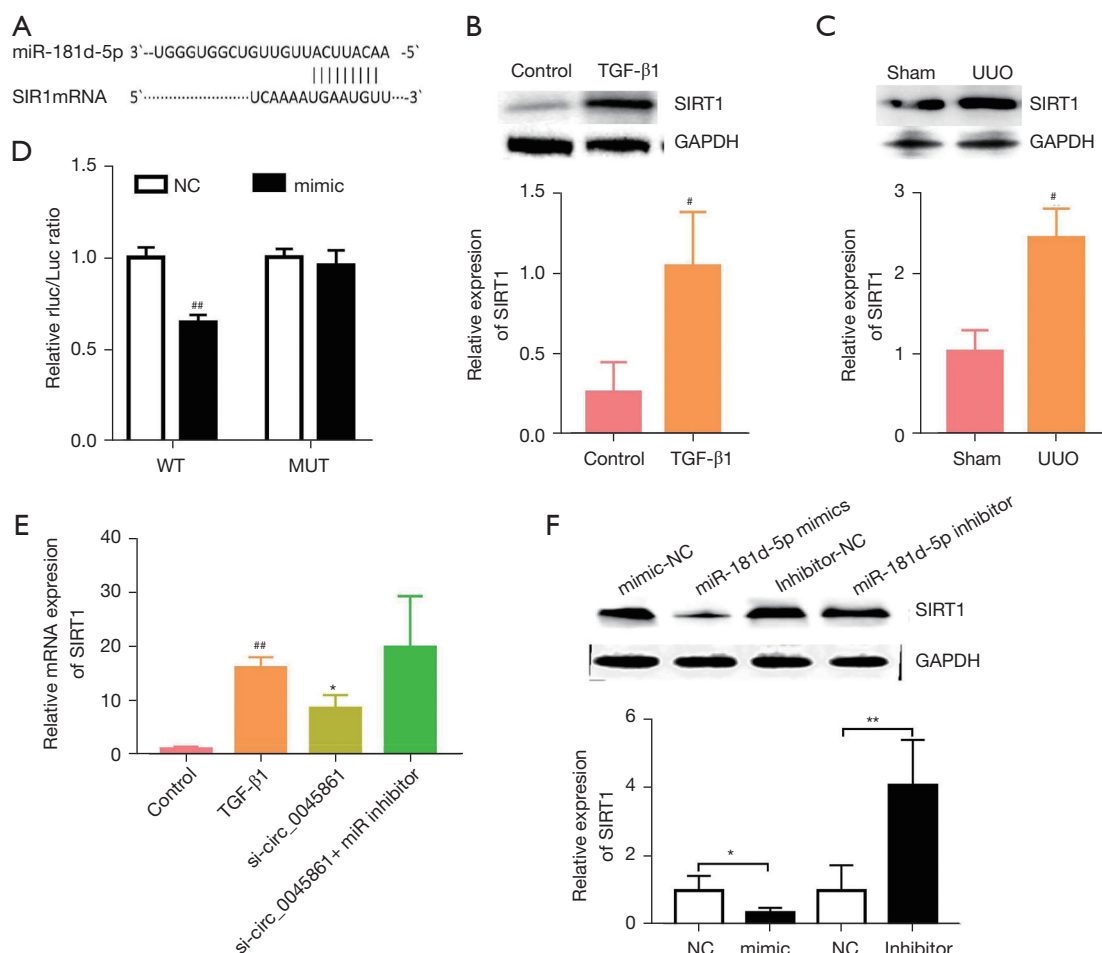 A
miR-181d-5p 3`--UGGGUGGCUGUUGUUACUUACAA -5`
SIR1mRNA 5`························UCAAAAUGAAUGUU···-3`
B
Control TGF-β1
SIRT1
GAPDH
Relative expresion
of SIRT1
1.5
1.0
0.5
0.0
#
Control TGF-β1
C
Sham UUO
SIRT1
GAPDH
Relative expresion
of SIRT1
3
2
1
0
#
Sham UUO
D
Relative rluc/Luc ratio
1.5
1.0
0.5
0.0
NC mimic
##
WT MUT
E
Relative mRNA expresion
of SIRT1
40
30
20
10
0
##
*
Control
TGF-β1
si-circ_0045861
si-circ_0045861+ miR inhibitor
F
mimic-NC
miR-181d-5p mimics
Inhibitor-NC
miR-181d-5p inhibitor
SIRT1
GAPDH
Relative expresion
of SIRT1
6
4
2
0
*
**
NC mimic NC Inhibitor